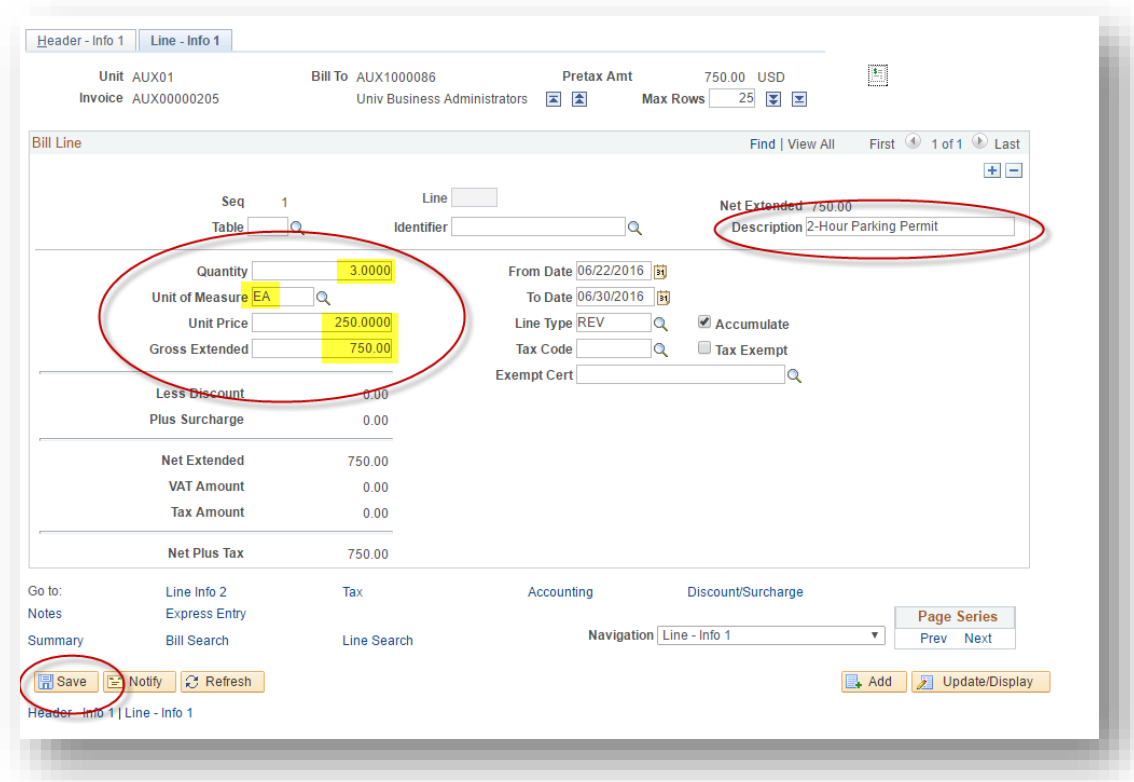 Header - Info 1 Line - Info 1
Unit AUX01 Bill To AUX1000086 Pretax Amt 750.00 USD
Invoice AUX00000205 Univ Business Administrators Max Rows 25
Bill Line Find | View All First 1 of 1 Last
Seq 1 Line Net Extended 750.00
Table Identifier Description 2-Hour Parking Permit
Quantity 3.0000 From Date 06/22/2016
Unit of Measure EA To Date 06/30/2016
Unit Price 250.0000 Line Type REV Accumulate
Gross Extended 750.00 Tax Code Tax Exempt
Exempt Cert
Less Discount 0.00
Plus Surcharge 0.00
Net Extended 750.00
VAT Amount 0.00
Tax Amount 0.00
Net Plus Tax 750.00
Go to: Line Info 2 Tax Accounting Discount/Surcharge
Notes Express Entry Page Series
Summary Bill Search Line Search Navigation Line - Info 1 Prev Next
Save Notify Refresh Add Update/Display
Header - Info 1 | Line - Info 1